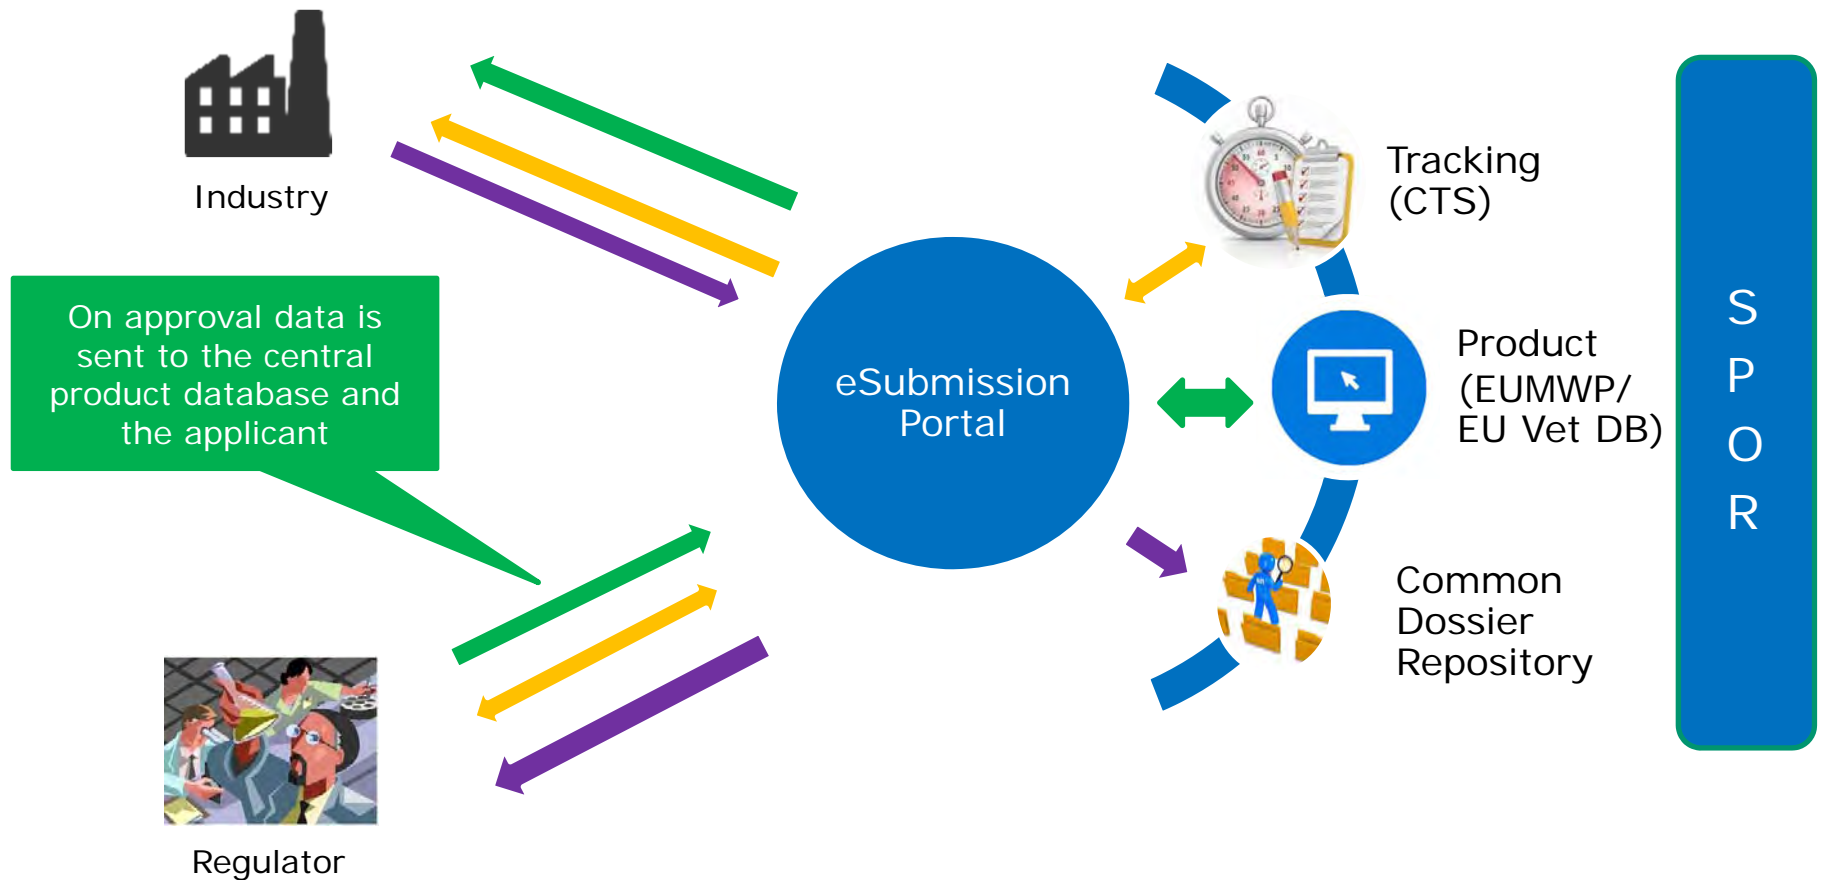 Industry
On approval data is
sent to the central
product database and
the applicant
Regulator
eSubmission
Portal
Tracking
(CTS)
Product
(EUMWP/
EU Vet DB)
Common
Dossier
Repository
S
P
O
R